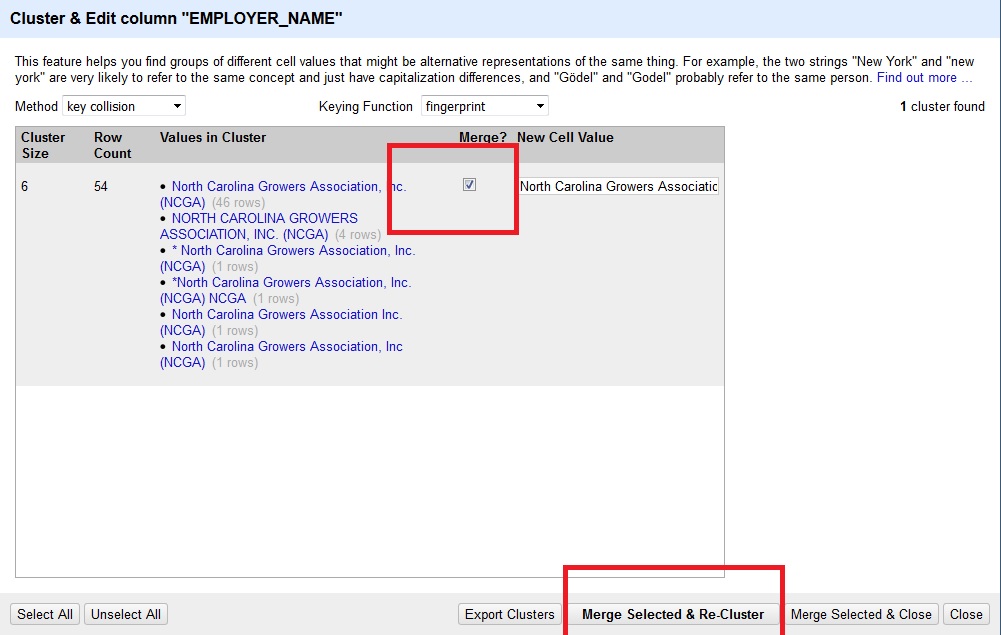 Cluster & Edit column "EMPLOYER_NAME"
This feature helps you find groups of different cell values that might be alternative representations of the same thing. For example, the two strings "New York" and "new
york" are very likely to refer to the same concept and just have capitalization differences, and "Gödel" and "Godel" probably refer to the same person. Find out more ...
Method key collision Keying Function fingerprint 1 cluster found
Cluster Size Row Count Values in Cluster Merge? New Cell Value
6 54 • North Carolina Growers Association, Inc. North Carolina Growers Associatic
(NCGA) (46 rows)
• NORTH CAROLINA GROWERS
ASSOCIATION, INC. (NCGA) (4 rows)
• * North Carolina Growers Association, Inc.
(NCGA) (1 rows)
• *North Carolina Growers Association, Inc.
(NCGA) NCGA (1 rows)
• North Carolina Growers Association Inc.
(NCGA) (1 rows)
• North Carolina Growers Association, Inc
(NCGA) (1 rows)
Select All Unselect All Export Clusters Merge Selected & Re-Cluster Merge Selected & Close Close